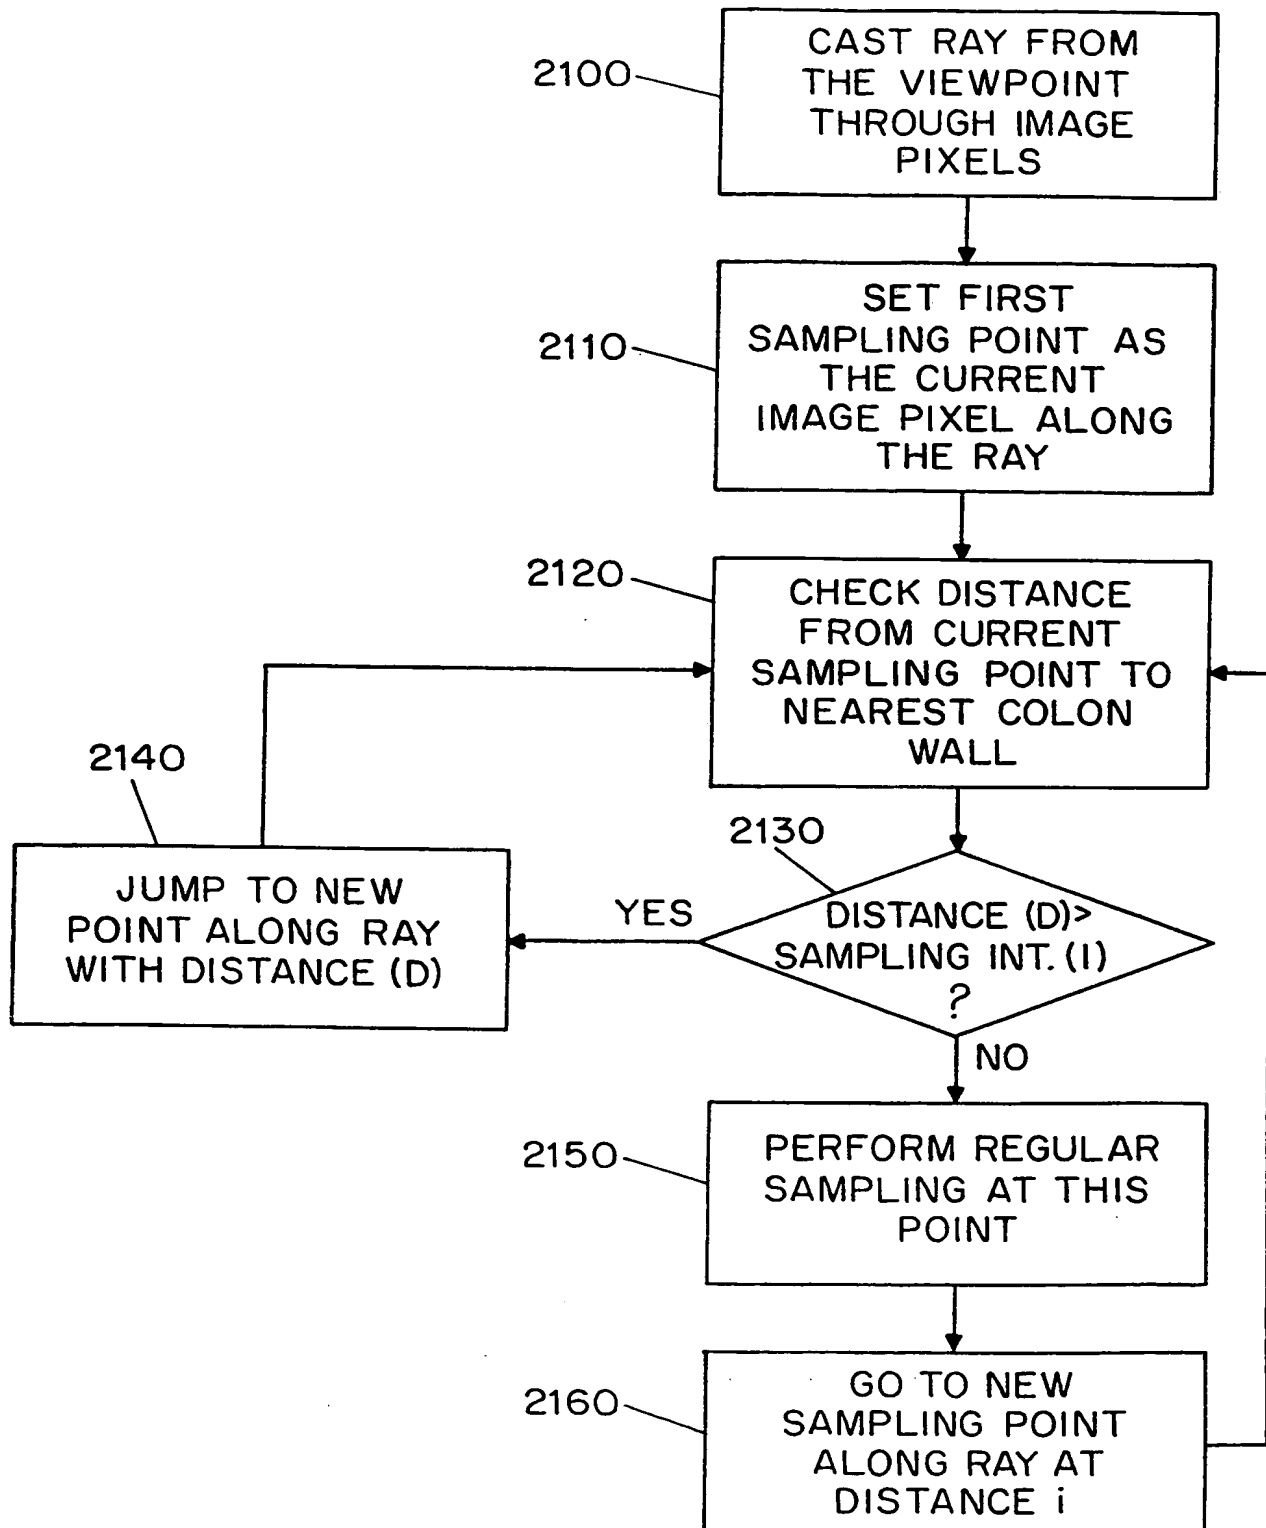 2100
CAST RAY FROM
THE VIEWPOINT
THROUGH IMAGE
PIXELS
2110
SET FIRST
SAMPLING POINT AS
THE CURRENT
IMAGE PIXEL ALONG
THE RAY
2120
CHECK DISTANCE
FROM CURRENT
SAMPLING POINT TO
NEAREST COLON
WALL
2130
DISTANCE (D)>
SAMPLING INT. (I)
?
YES
2140
JUMP TO NEW
POINT ALONG RAY
WITH DISTANCE (D)
NO
2150
PERFORM REGULAR
SAMPLING AT THIS
POINT
2160
GO TO NEW
SAMPLING POINT
ALONG RAY AT
DISTANCE i